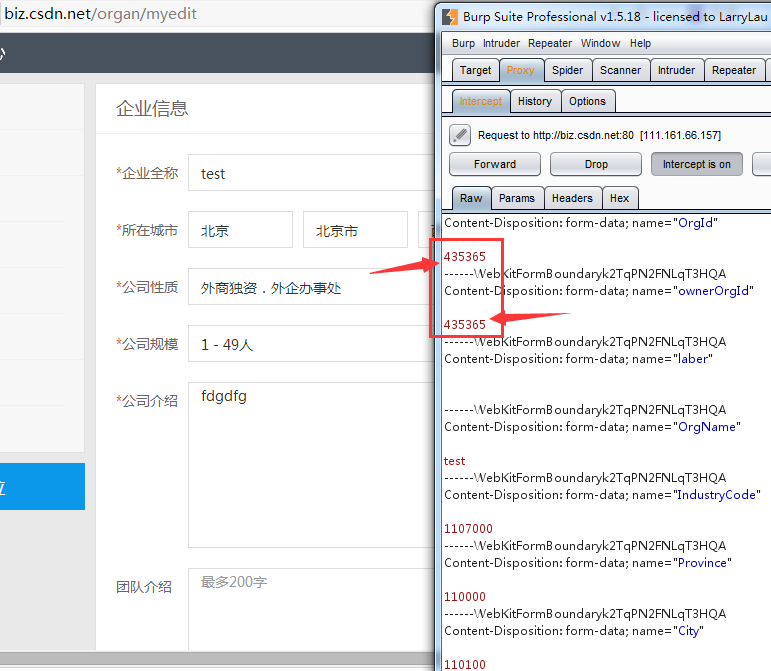 biz.csdn.net/organ/myedit
企业信息
*企业全称
test
*所在城市
北京
北京市
*公司性质
外商独资．外企办事处
*公司规模
1 - 49人
*公司介绍
fdgdfg
团队介绍
最多200字
Burp Suite Professional v1.5.18 - licensed to LarryLau
Burp Intruder Repeater Window Help
Target Proxy Spider Scanner Intruder Repeater
Intercept History Options
Request to http://biz.csdn.net:80 [111.161.66.157]
Forward Drop Intercept is on
Raw Params Headers Hex
Content-Disposition: form-data; name="OrgId"
435365
------WebKitFormBoundaryk2TqPN2FNLqT3HQA
Content-Disposition: form-data; name="ownerOrgId"
435365
------WebKitFormBoundaryk2TqPN2FNLqT3HQA
Content-Disposition: form-data; name="laber"
------WebKitFormBoundaryk2TqPN2FNLqT3HQA
Content-Disposition: form-data; name="OrgName"
test
------WebKitFormBoundaryk2TqPN2FNLqT3HQA
Content-Disposition: form-data; name="IndustryCode"
1107000
------WebKitFormBoundaryk2TqPN2FNLqT3HQA
Content-Disposition: form-data; name="Province"
110000
------WebKitFormBoundaryk2TqPN2FNLqT3HQA
Content-Disposition: form-data; name="City"
110100